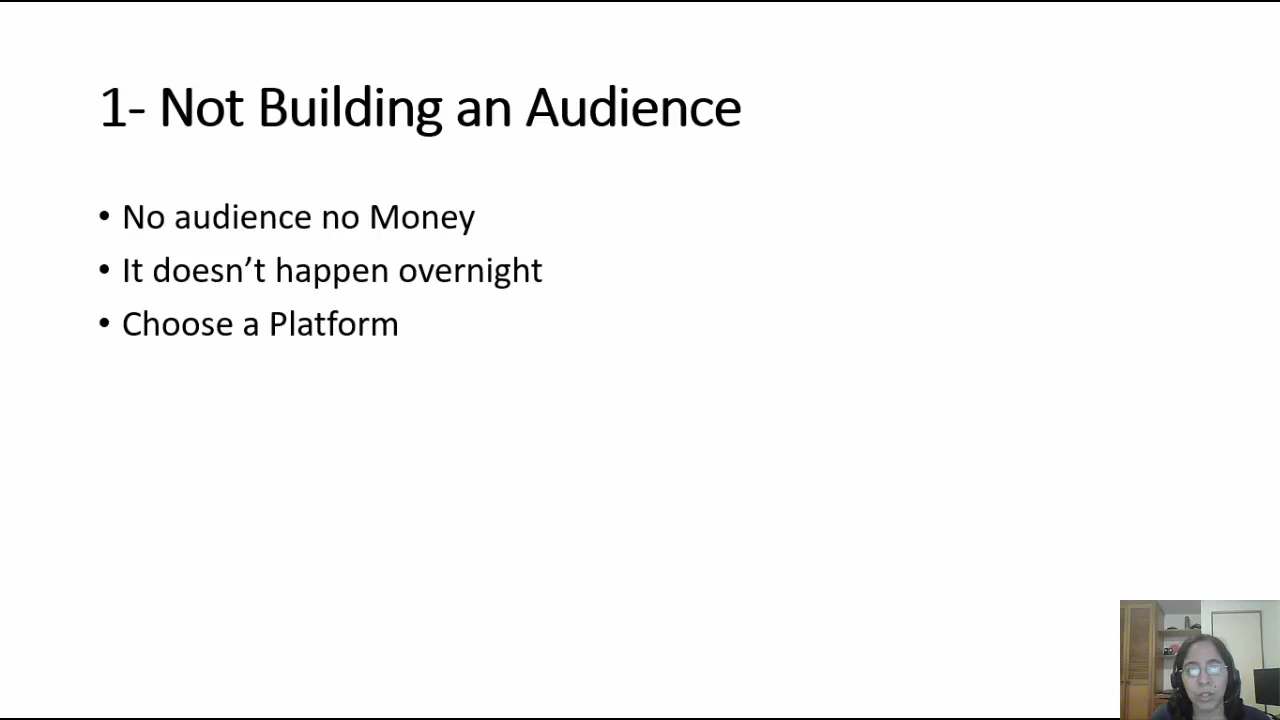 1- Not Building an Audience
• No audience no Money
• It doesn’t happen overnight
• Choose a Platform